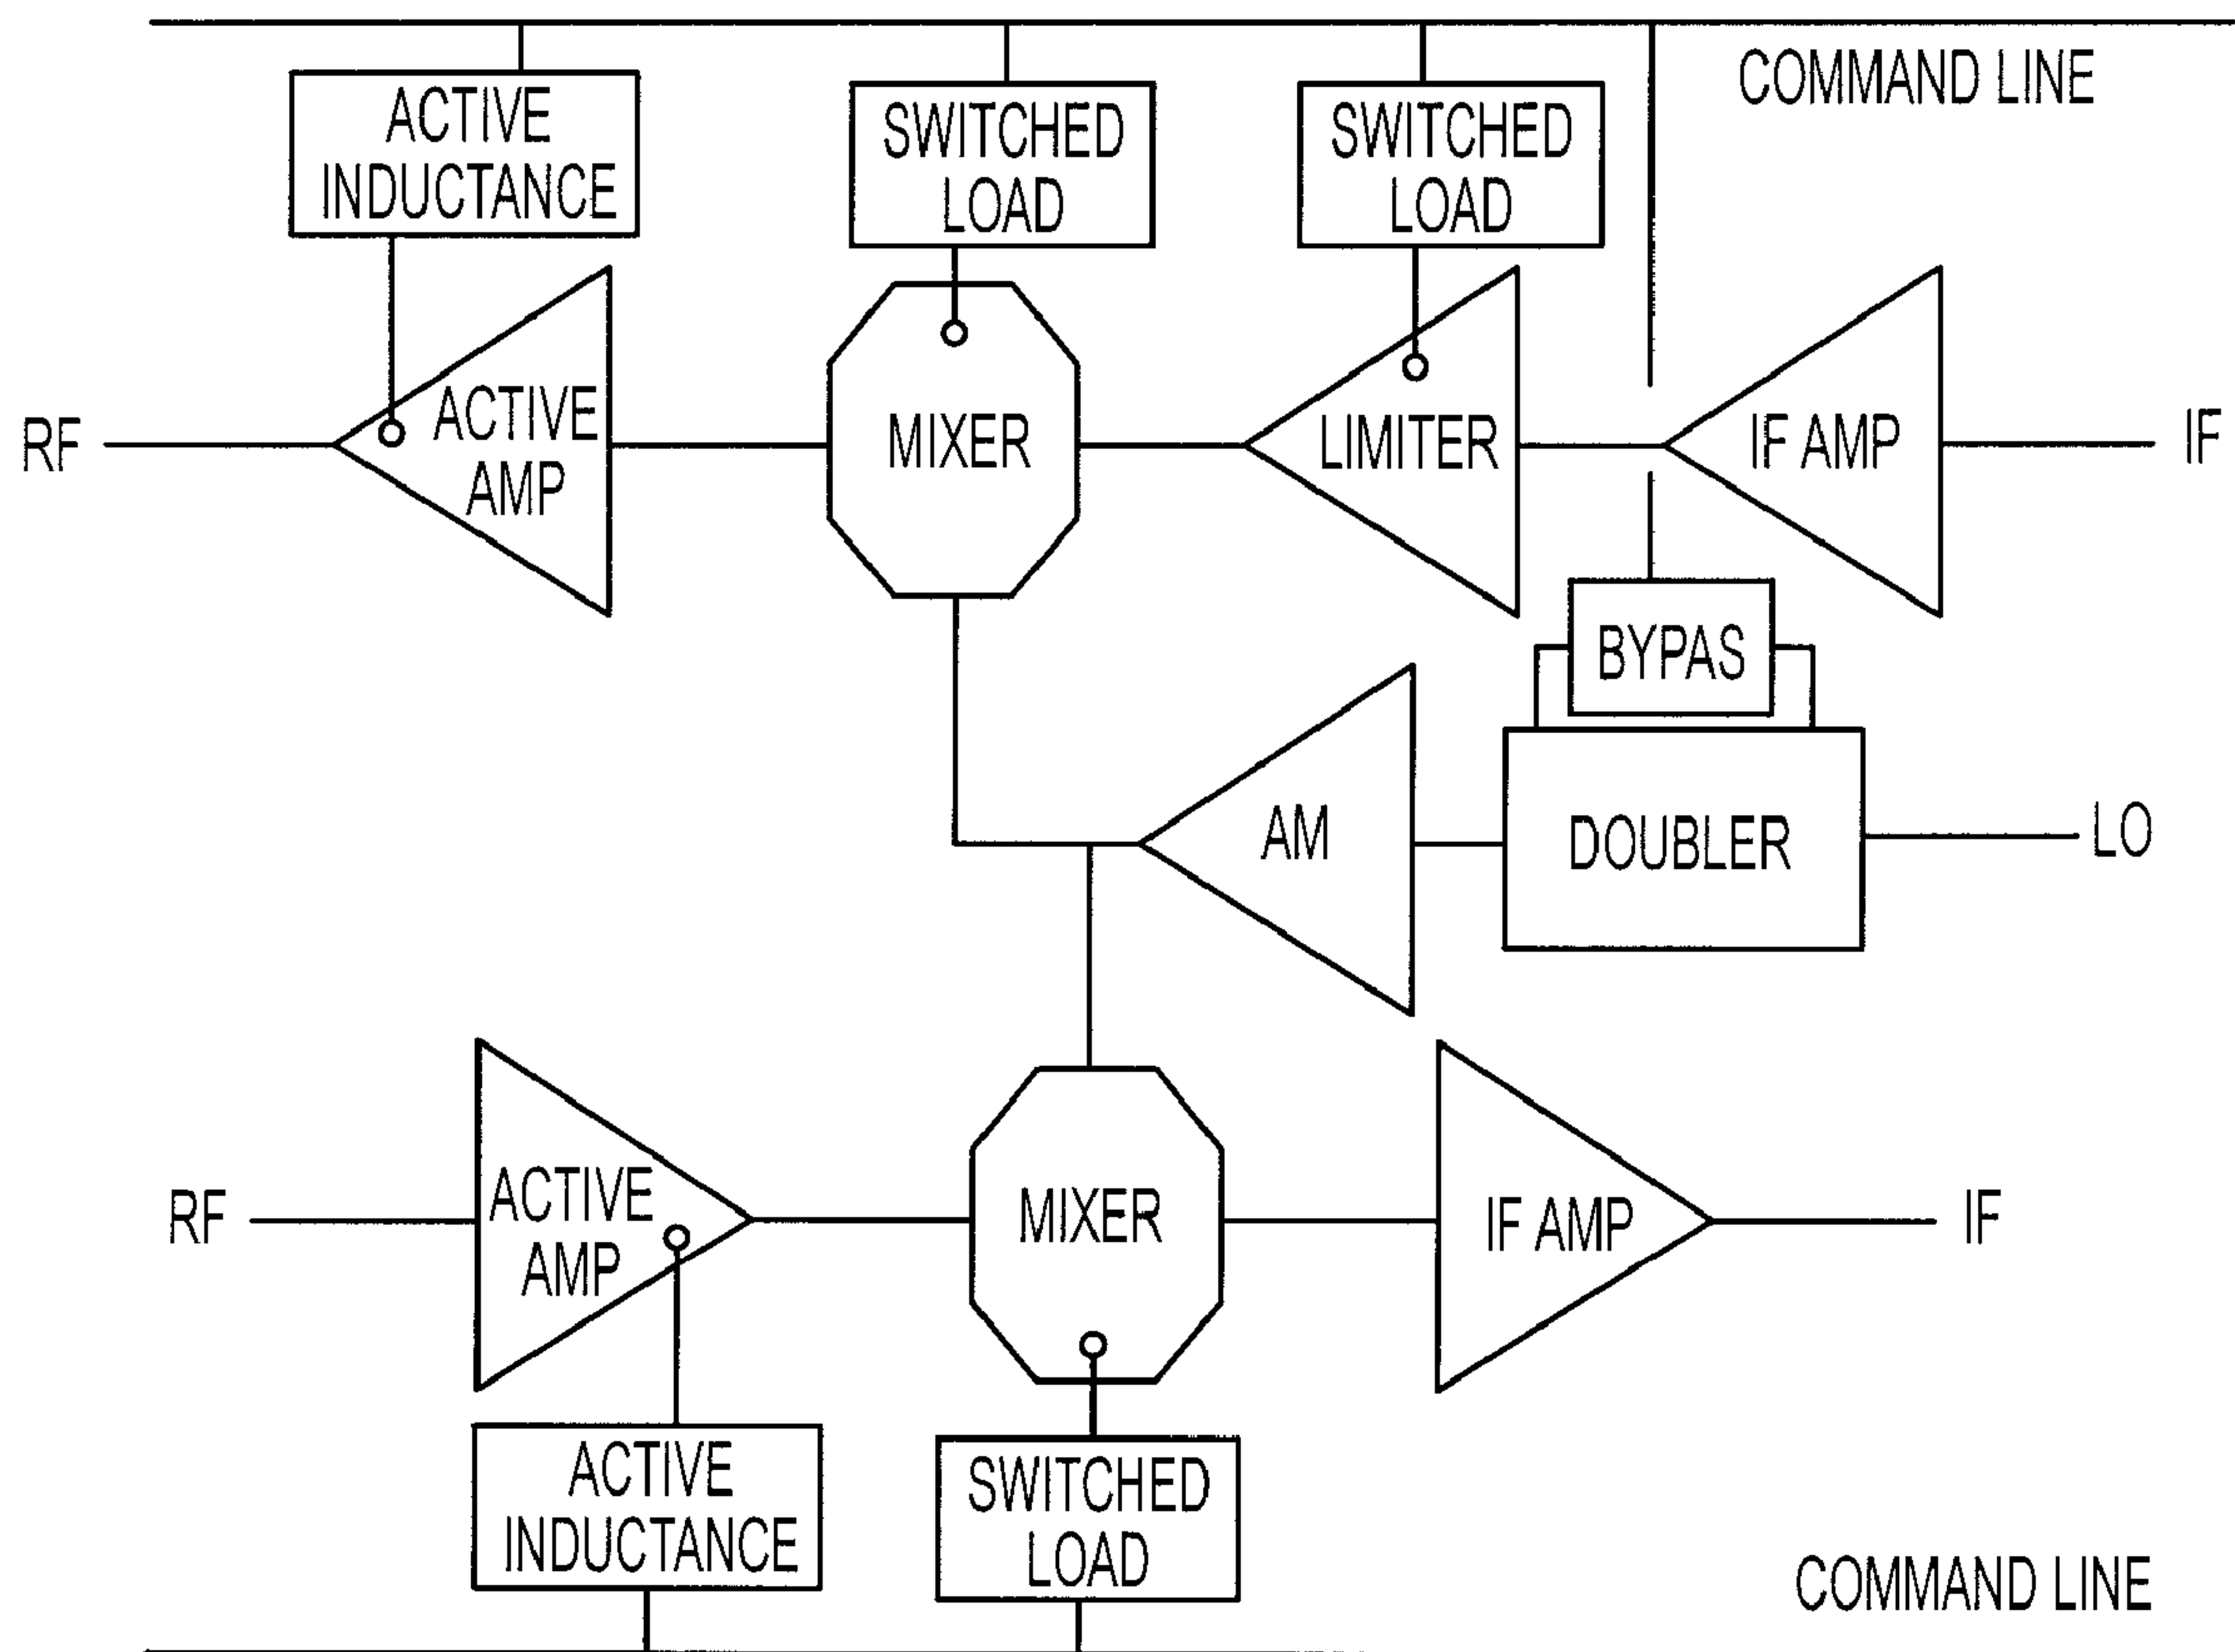 COMMAND LINE
ACTIVE
INDUCTANCE
SWITCHED
LOAD
SWITCHED
LOAD
RF
ACTIVE
AMP
MIXER
LIMITER
IF AMP
IF
BYPAS
AM
DOUBLER
LO
RF
ACTIVE
AMP
MIXER
IF AMP
IF
ACTIVE
INDUCTANCE
SWITCHED
LOAD
COMMAND LINE